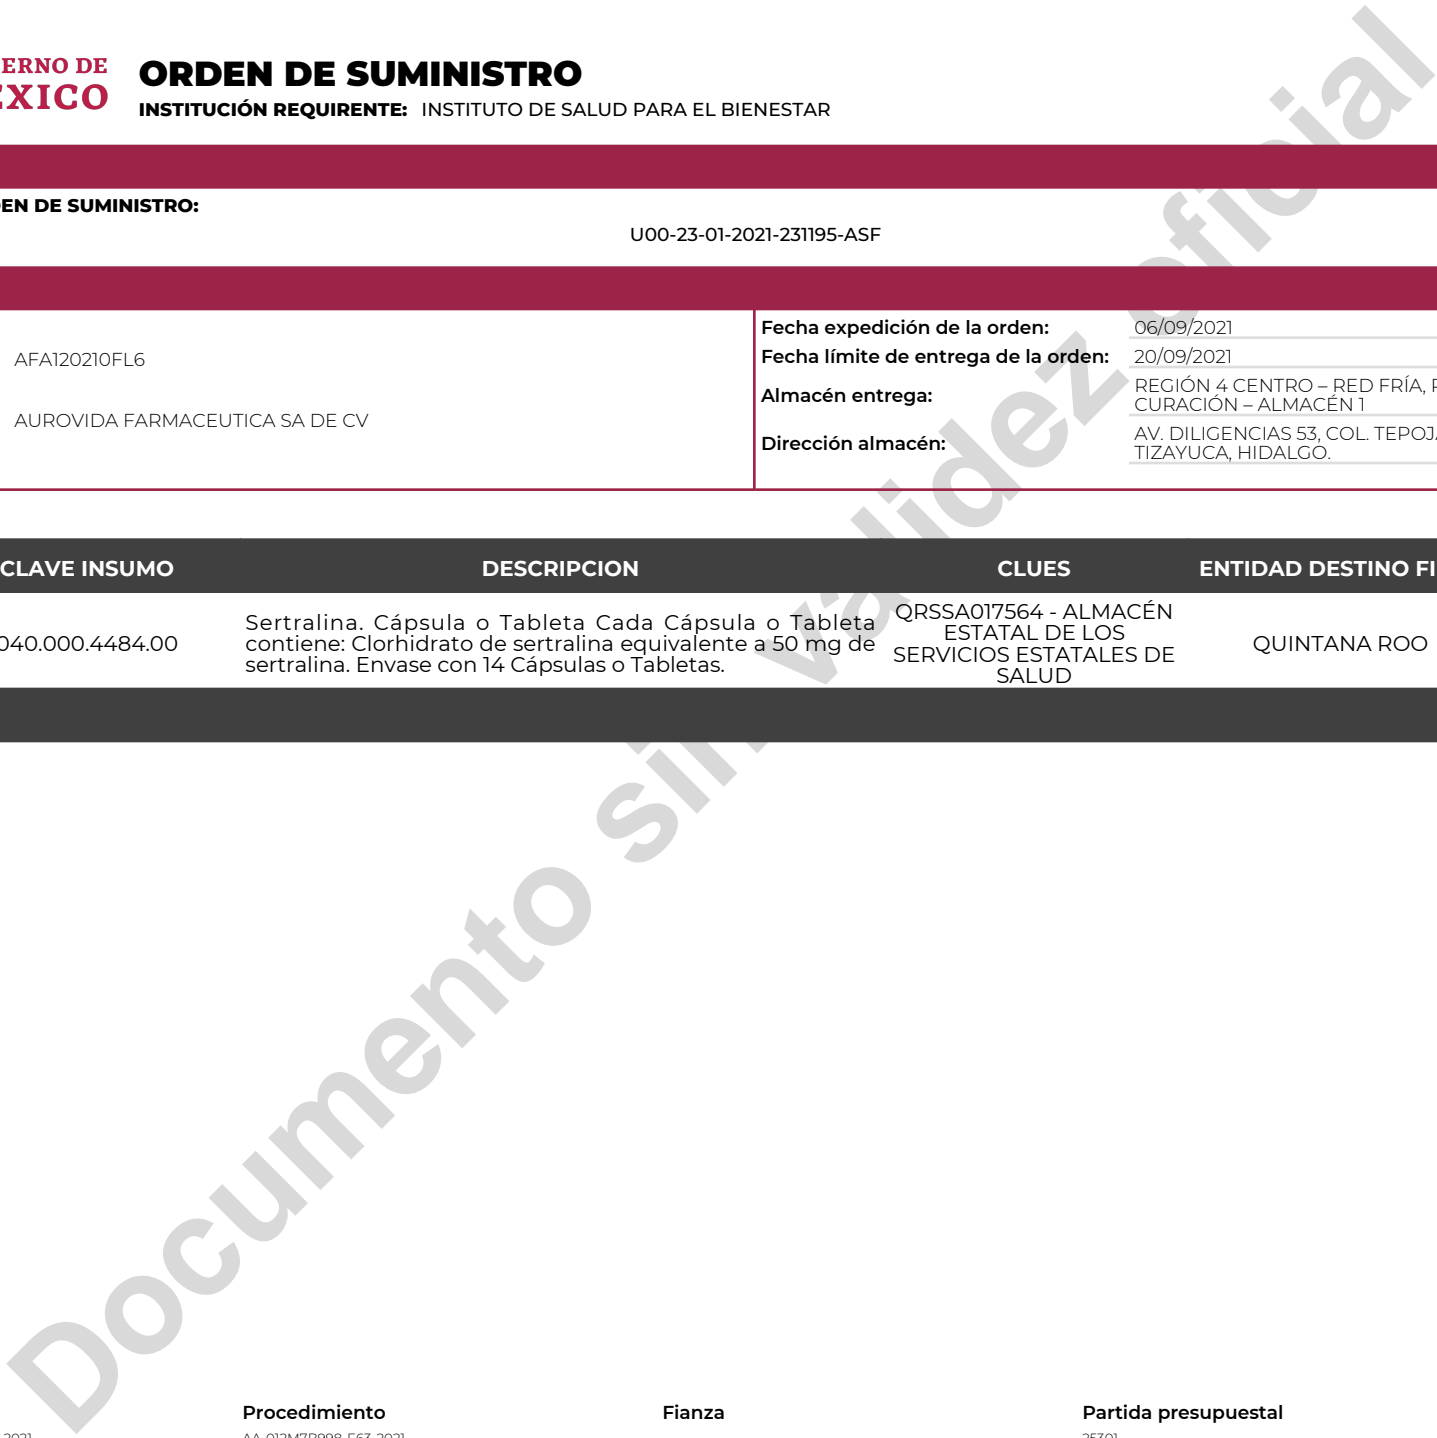 ERNO DE
EXICO
ORDEN DE SUMINISTRO
INSTITUCIÓN REQUIRENTE: INSTITUTO DE SALUD PARA EL BIENESTAR
EN DE SUMINISTRO:
U00-23-01-2021-231195-ASF
AFA120210FL6
AUROVIDA FARMACEUTICA SA DE CV
Fecha expedición de la orden: 06/09/2021
Fecha límite de entrega de la orden: 20/09/2021
Almacén entrega: REGIÓN 4 CENTRO – RED FRÍA,
CURACIÓN – ALMACÉN 1
Dirección almacén: AV. DILIGENCIAS 53, COL. TEPOJA
TIZAYUCA, HIDALGO.
CLAVE INSUMO DESCRIPCION CLUES ENTIDAD DESTINO FI
040.000.4484.00
Sertralina. Cápsula o Tableta Cada Cápsula o Tableta
contiene: Clorhidrato de sertralina equivalente a 50 mg de
sertralina. Envase con 14 Cápsulas o Tabletas.
QRSSA017564 - ALMACÉN
ESTATAL DE LOS
SERVICIOS ESTATALES DE
SALUD
QUINTANA ROO
Documento sin validez oficial
Procedimiento Fianza Partida presupuestal